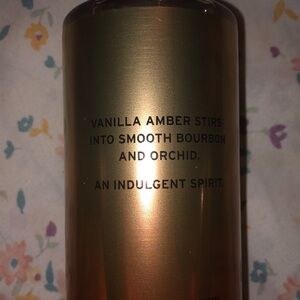 VANILLA AMBER STIRS
INTO SMOOTH BOURBON
AND ORCHID.
AN INDULGENT SPIRIT.